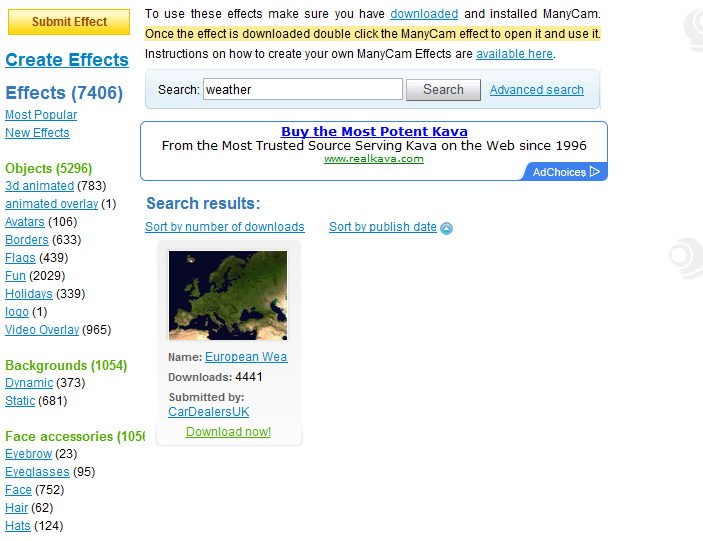 Submit Effect
Create Effects
Effects (7406)
Most Popular
New Effects
Objects (5296)
3d animated (783)
animated overlay (1)
Avatars (106)
Borders (633)
Flags (439)
Fun (2029)
Holidays (339)
logo (1)
Video Overlay (965)
Backgrounds (1054)
Dynamic (373)
Static (681)
Face accessories (1056
Eyebrow (23)
Eyeglasses (95)
Face (752)
Hair (62)
Hats (124)
To use these effects make sure you have downloaded and installed ManyCam.
Once the effect is downloaded double click the ManyCam effect to open it and use it.
Instructions on how to create your own ManyCam Effects are available here.
Search: weather Search Advanced search
Buy the Most Potent Kava
From the Most Trusted Source Serving Kava on the Web since 1996
www.realkava.com
AdChoices
Search results:
Sort by number of downloads Sort by publish date
Name: European Wea
Downloads: 4441
Submitted by:
CarDealersUK
Download now!